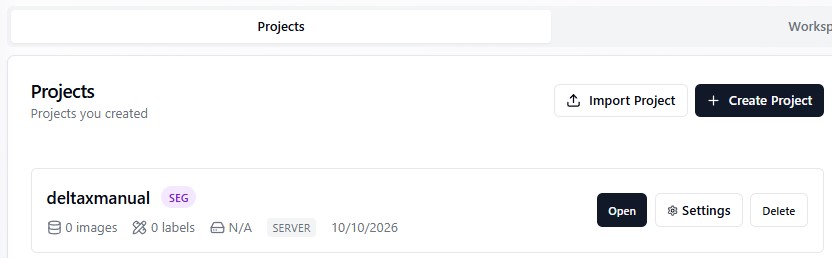 Projects
Worksp
Projects
Projects you created
Import Project
Create Project
deltaxmanual SEG
0 images 0 labels N/A SERVER 10/10/2026
Open Settings Delete